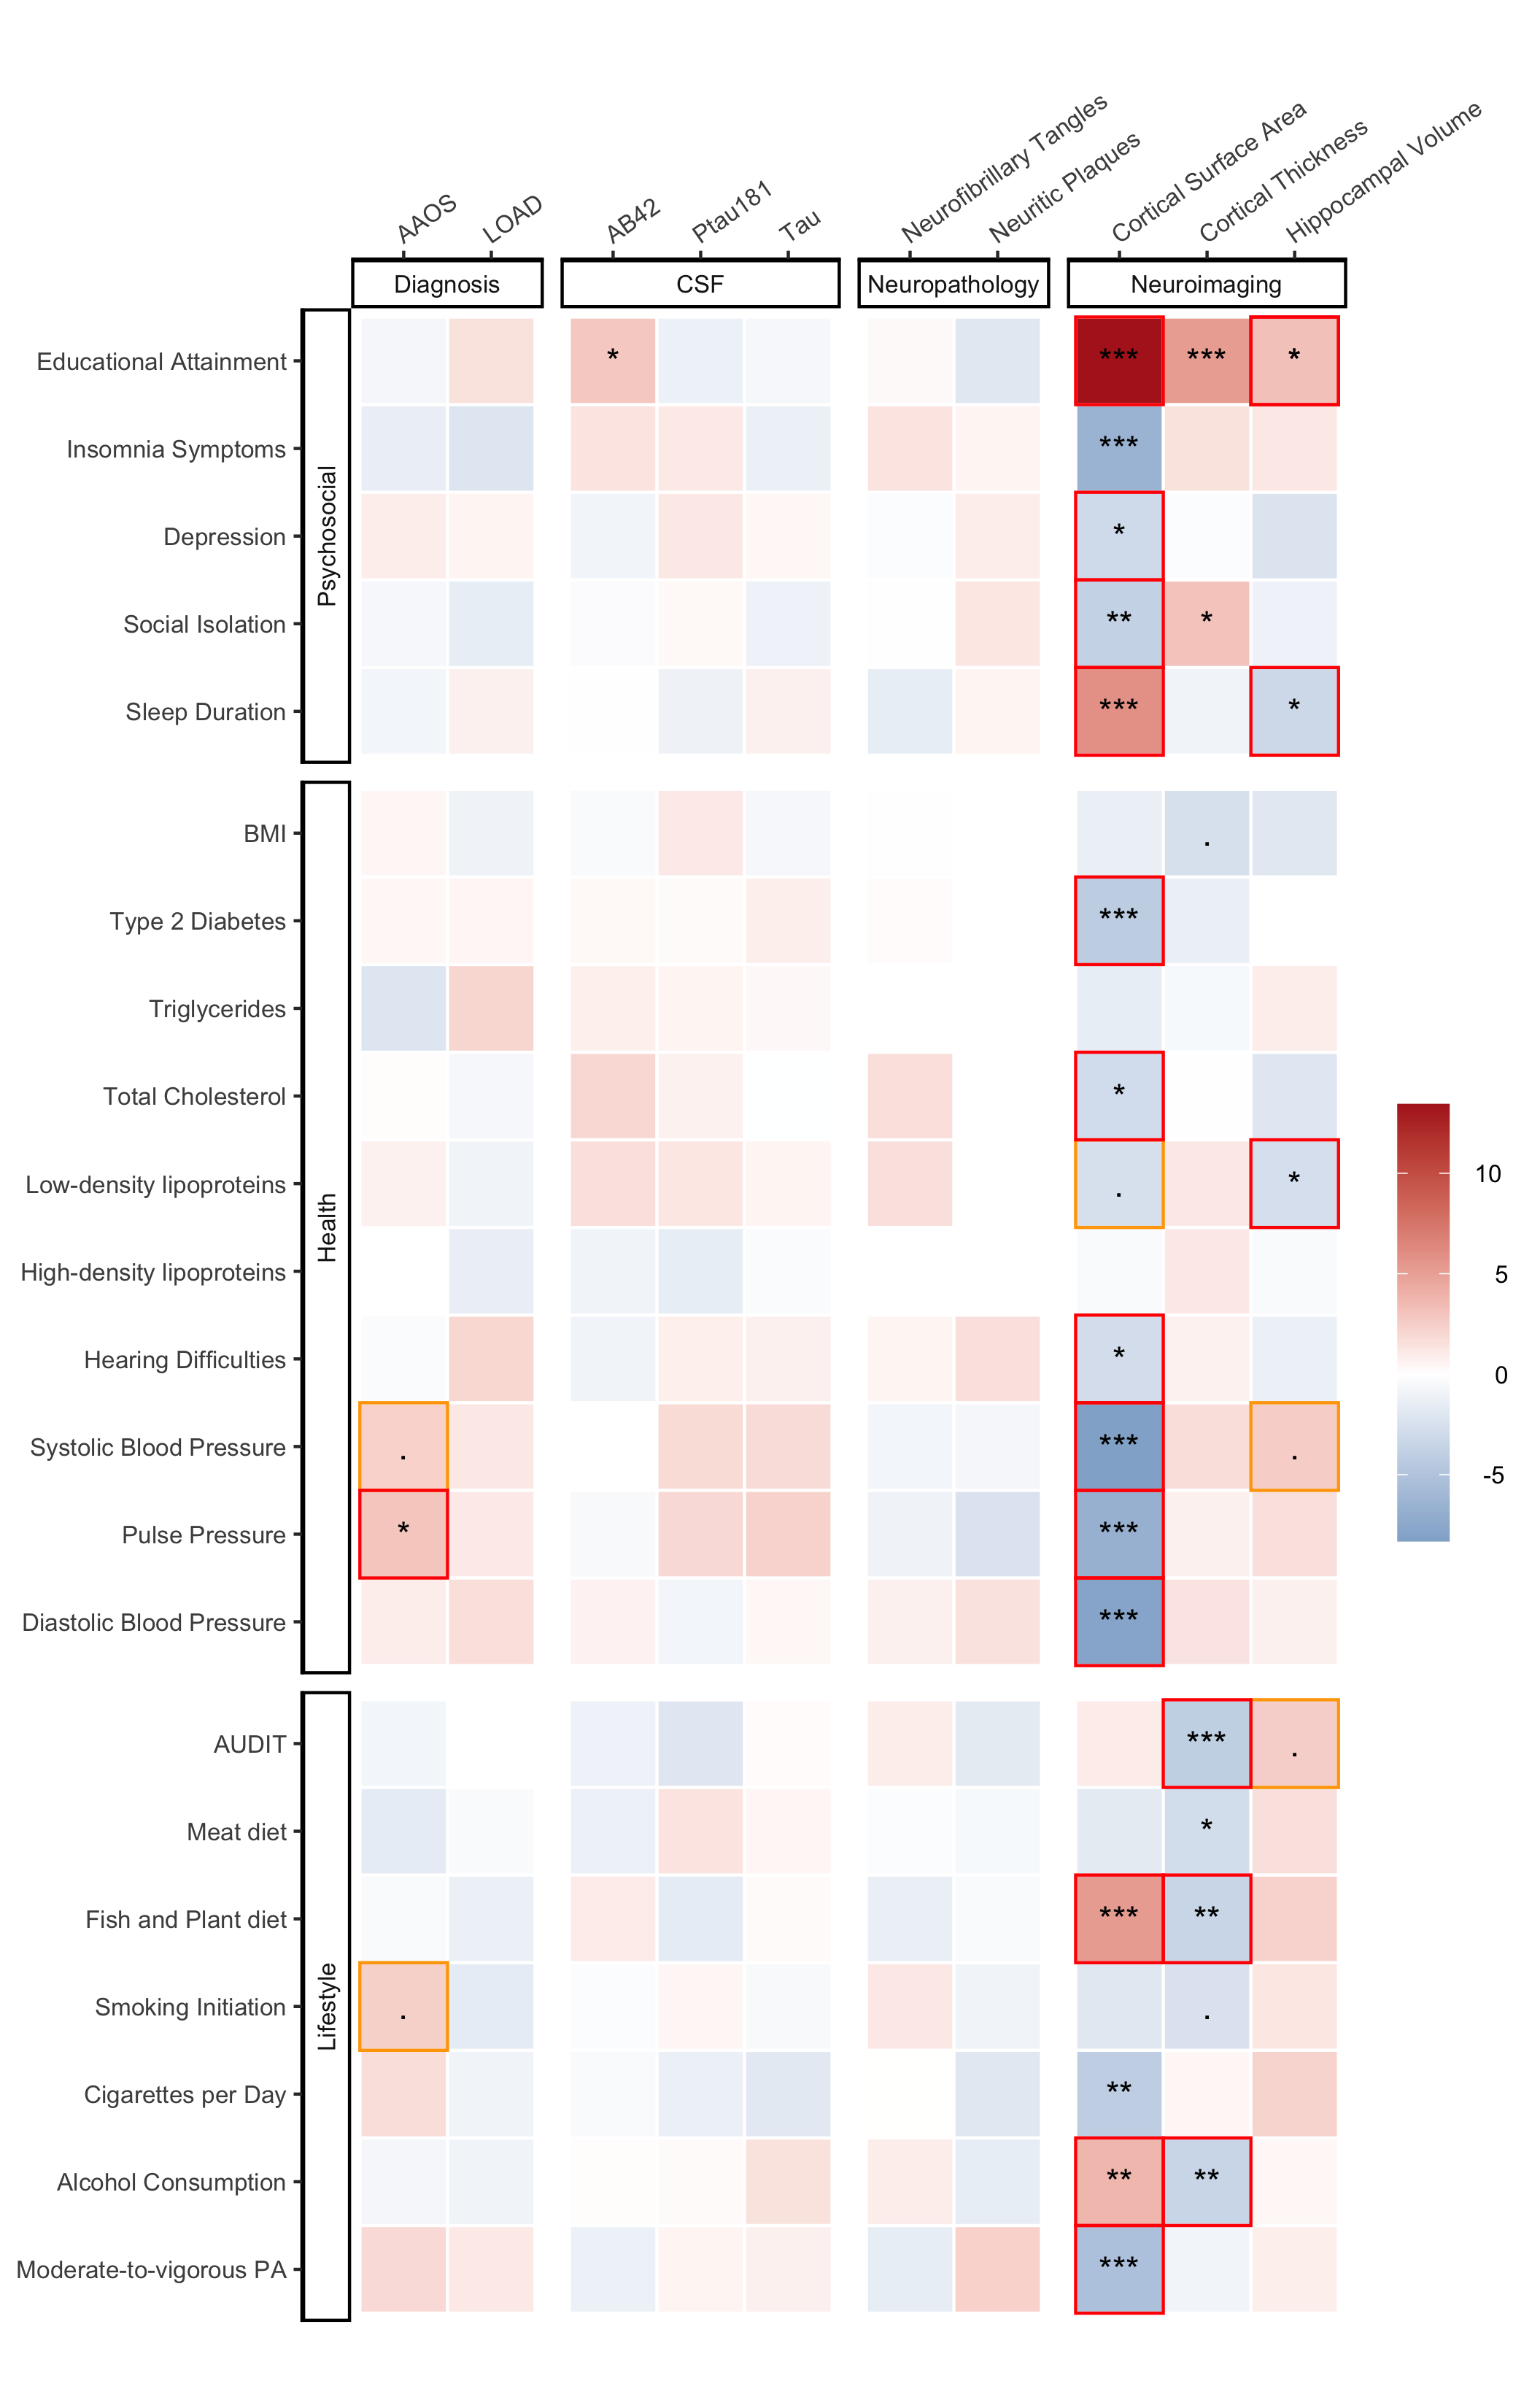 AAOS
LOAD
AB42
Ptau181
Tau
Neurofibrillary Tangles
Neuritic Plaques
Cortical Surface Area
Cortical Thickness
Hippocampal Volume
Diagnosis
CSF
Neuropathology
Neuroimaging
Psychosocial
Educational Attainment
* *** *** *
Insomnia Symptoms
***
Depression
*
Social Isolation
** *
Sleep Duration
*** *
Health
BMI
.
Type 2 Diabetes
***
Triglycerides
Total Cholesterol
*
Low-density lipoproteins
. *
High-density lipoproteins
Hearing Difficulties
*
Systolic Blood Pressure
. *** .
Pulse Pressure
* ***
Diastolic Blood Pressure
***
Lifestyle
AUDIT
*** .
Meat diet
*
Fish and Plant diet
*** **
Smoking Initiation
. .
Cigarettes per Day
**
Alcohol Consumption
** **
Moderate-to-vigorous PA
***
10
5
0
-5